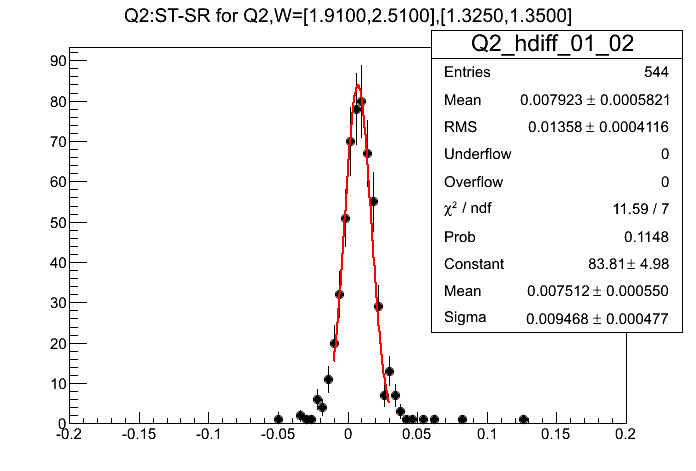 Q2:ST-SR for Q2,W=[1.9100,2.5100],[1.3250,1.3500]
Q2_hdiff_01_02
Entries 544
Mean 0.007923 ± 0.0005821
RMS 0.01358 ± 0.0004116
Underflow 0
Overflow 0
χ² / ndf 11.59 / 7
Prob 0.1148
Constant 83.81 ± 4.98
Mean 0.007512 ± 0.000550
Sigma 0.009468 ± 0.000477
90
80
70
60
50
40
30
20
10
0
-0.2 -0.15 -0.1 -0.05 0 0.05 0.1 0.15 0.2